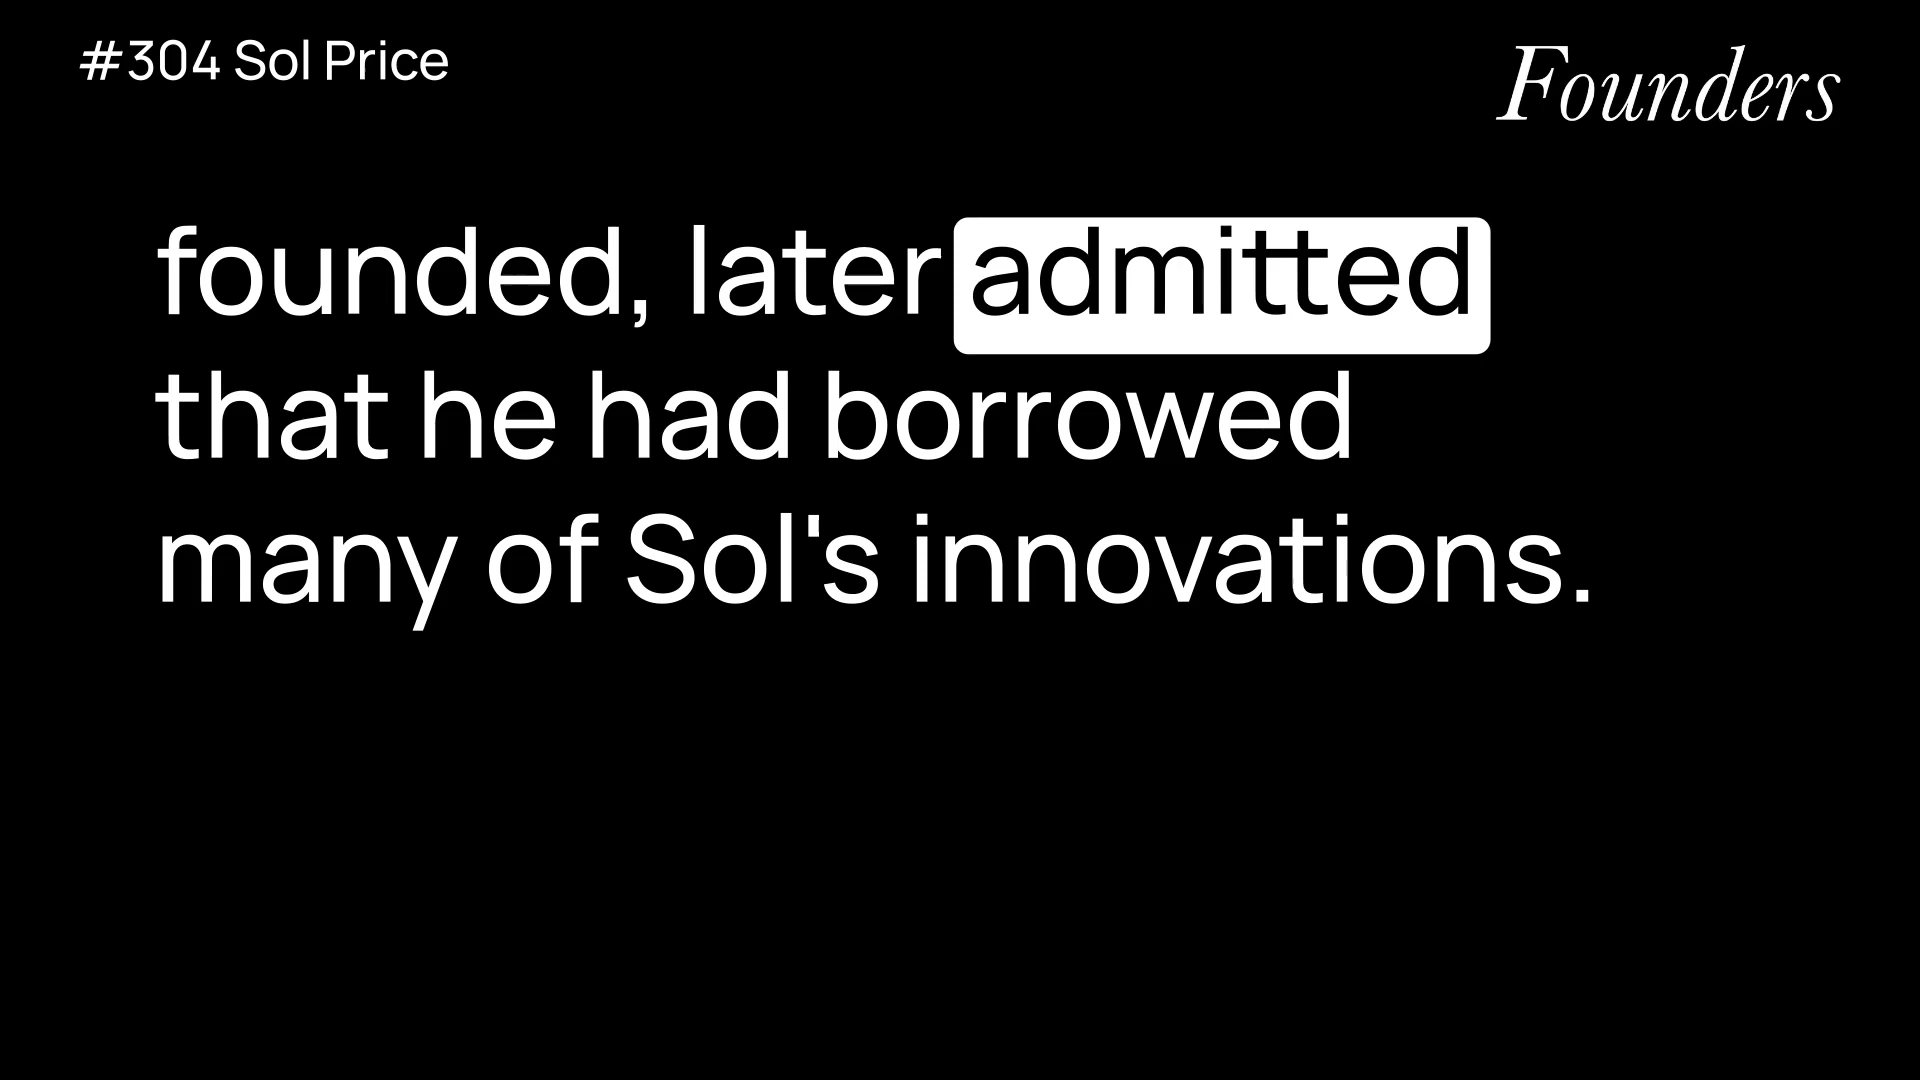 #304 Sol Price
Founders
founded, later admitted
that he had borrowed
many of Sol's innovations.